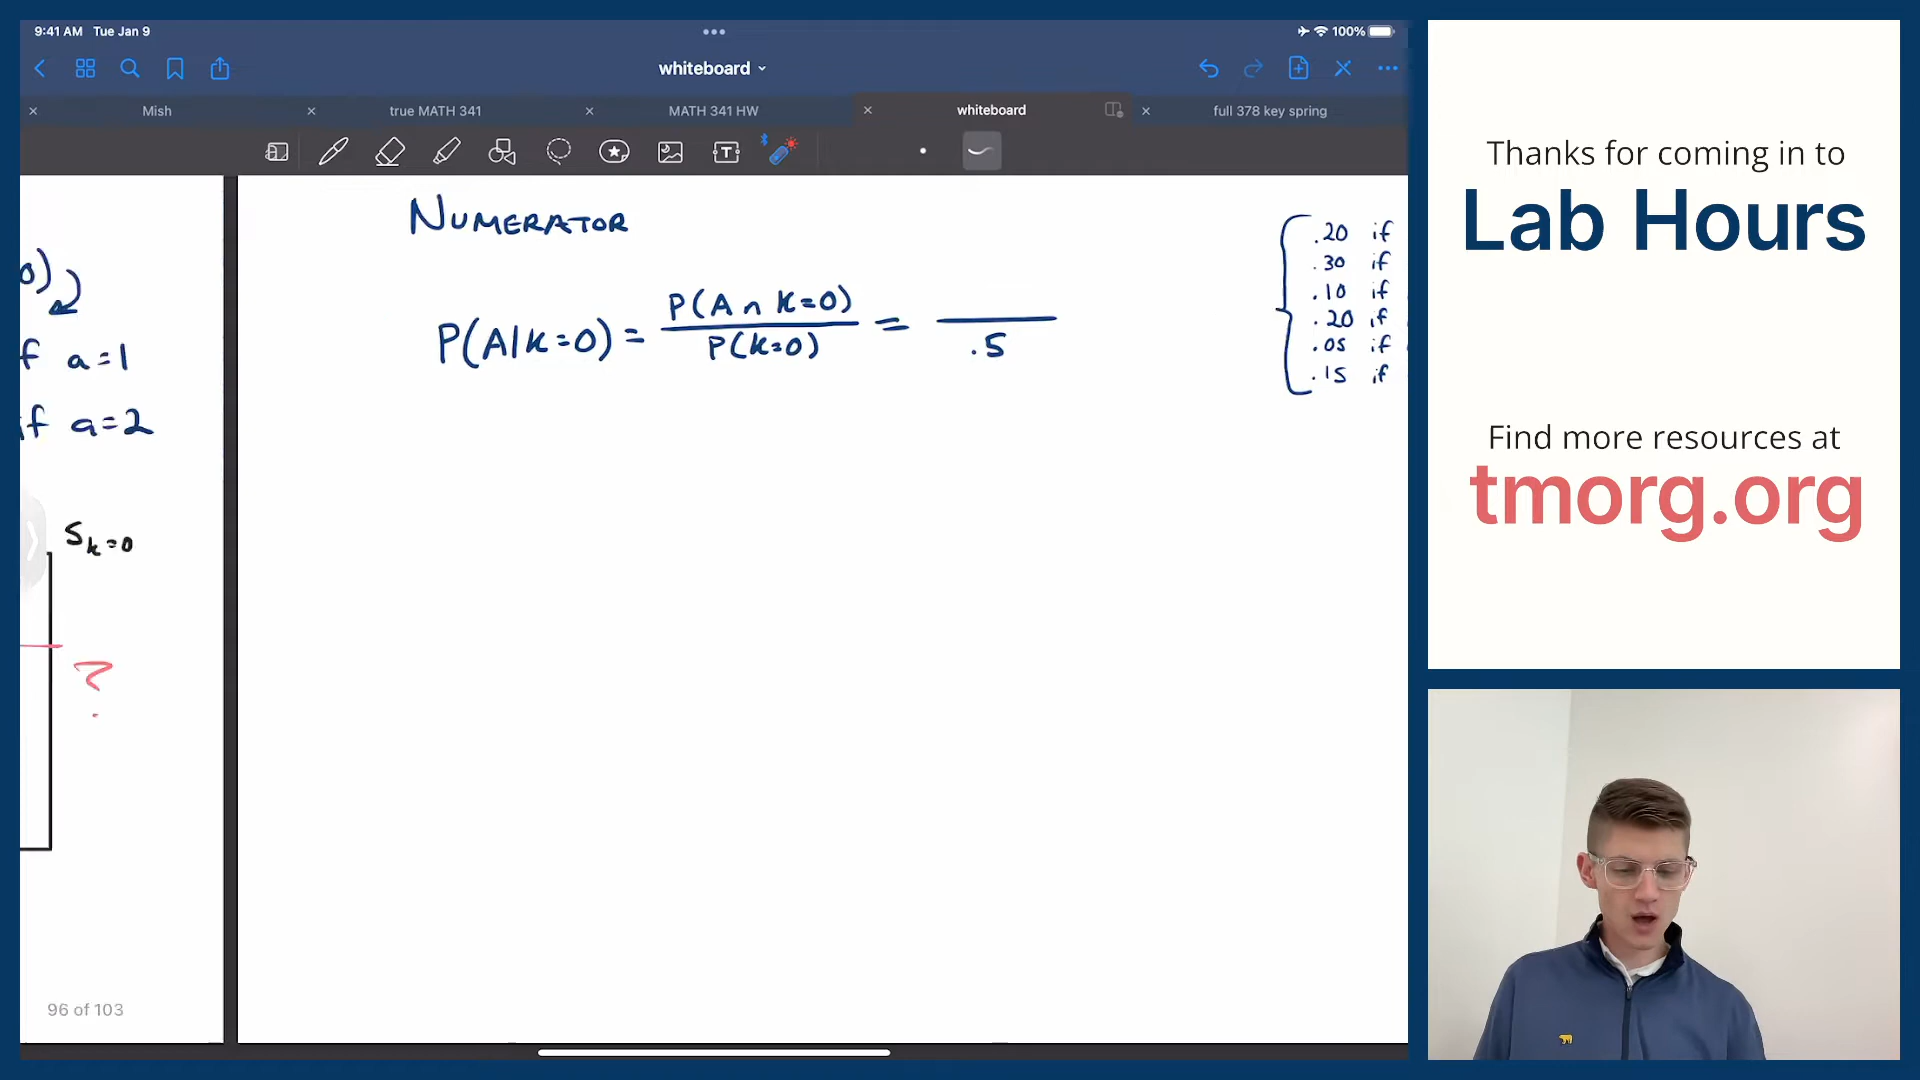 9:41 AM Tue Jan 9
100%
whiteboard
Mish
true MATH 341
MATH 341 HW
whiteboard
full 378 key spring
NUMERATOR
P(A|k=0) = P(A ∩ k=0) / P(k=0) = ____ / .5
.20 if
.30 if
.10 if
.20 if
.05 if
.15 if
0)
f a=1
if a=2
S k=0
?
96 of 103
Thanks for coming in to
Lab Hours
Find more resources at
tmorg.org